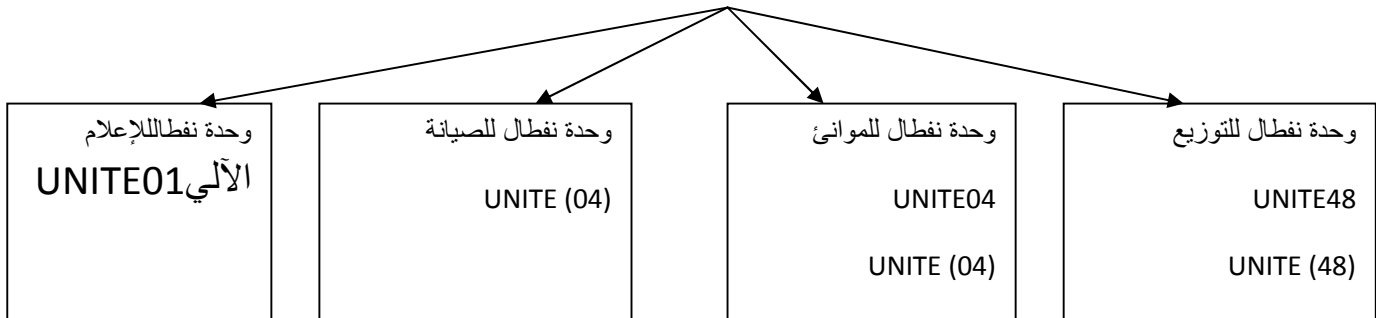 وحدة نفطال للتوزيع
UNITE48
UNITE (48)
وحدة نفطال للموانئ
UNITE04
UNITE (04)
وحدة نفطال للصيانة
UNITE (04)
وحدة نفطالللإعلام
الآليUNITE01